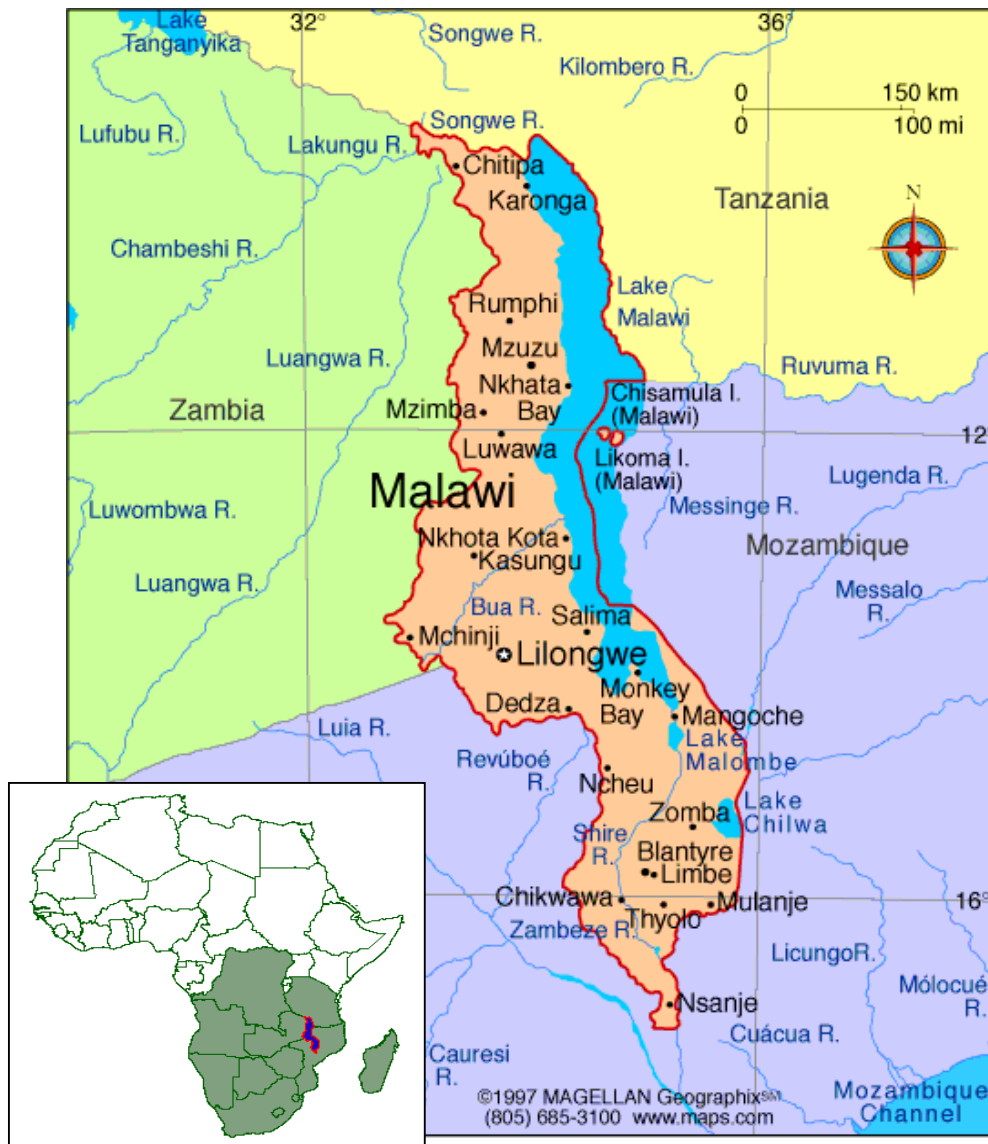 Lake
Tanganyika
32°
36°
Songwe R.
Kilombero R.
0
150 km
0
100 mi
Lufubu R.
Songwe R.
Lakungu R.
Chitipa
Karonga
Tanzania
N
Chambeshi R.
Lake
Malawi
Rumphi
Mzuzu
Luangwa R.
Nkhata
Bay
Ruvuma R.
Chisamula I.
(Malawi)
Zambia
Mzimba
Luwawa
12°
Likoma I.
(Malawi)
Lugenda R.
Malawi
Messinge R.
Luwombwa R.
Nkhota Kota
Kasungu
Mozambique
Luangwa R.
Messalo
R.
Bua R.
Salima
Mchinji
Lilongwe
Monkey
Bay
Dedza
Mangoche
Luia R.
Lake
Malombe
Revúboé
R.
Ncheu
Zomba
Lake
Chilwa
Shire
R.
Blantyre
Limbe
Chikwawa
Thyolo
Mulanje
16°
Zambeze R.
LicungoR.
Mólocué
R.
Nsanje
Cuácua R.
Cauresi
R.
Mozambique
Channel
©1997 MAGELLAN Geographix℠
(805) 685-3100 www.maps.com